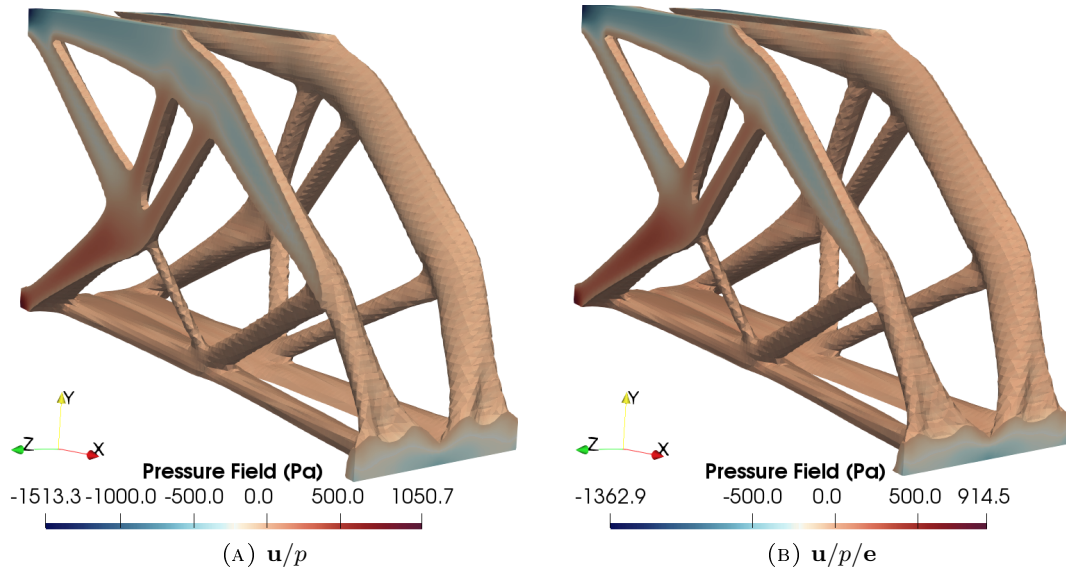 Y
Z X
Pressure Field (Pa)
-1513.3 -1000.0 -500.0 0.0 500.0 1050.7
(A) u/p
Y
Z X
Pressure Field (Pa)
-1362.9 -500.0 0.0 500.0 914.5
(B) u/p/e